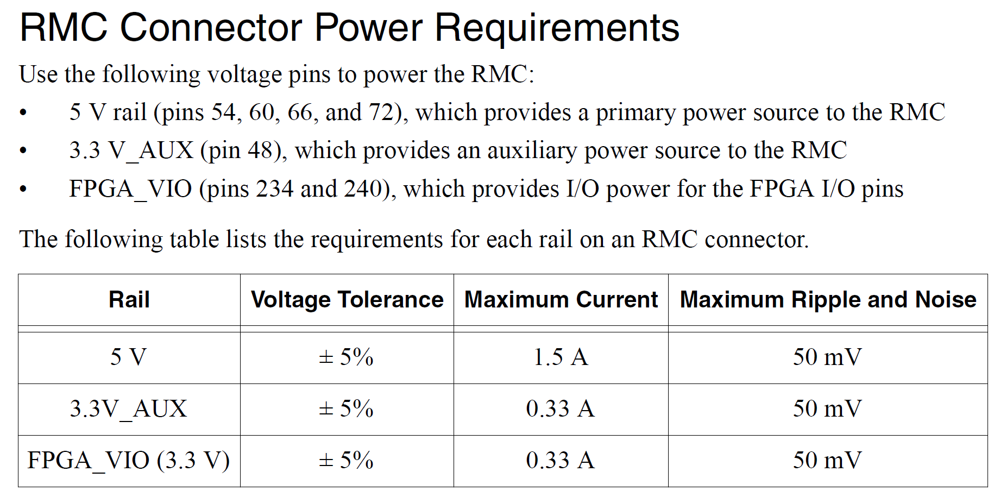 RMC Connector Power Requirements
Use the following voltage pins to power the RMC:
• 5 V rail (pins 54, 60, 66, and 72), which provides a primary power source to the RMC
• 3.3 V_AUX (pin 48), which provides an auxiliary power source to the RMC
• FPGA_VIO (pins 234 and 240), which provides I/O power for the FPGA I/O pins
The following table lists the requirements for each rail on an RMC connector.
Rail Voltage Tolerance Maximum Current Maximum Ripple and Noise
5 V ± 5% 1.5 A 50 mV
3.3V_AUX ± 5% 0.33 A 50 mV
FPGA_VIO (3.3 V) ± 5% 0.33 A 50 mV